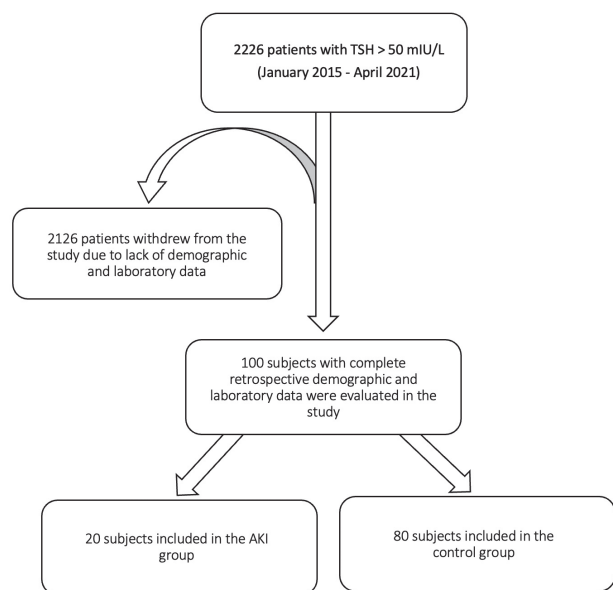 2226 patients with TSH > 50 mIU/L
(January 2015 - April 2021)
2126 patients withdrew from the
study due to lack of demographic
and laboratory data
100 subjects with complete
retrospective demographic and
laboratory data were evaluated in the
study
20 subjects included in the AKI
group
80 subjects included in the
control group